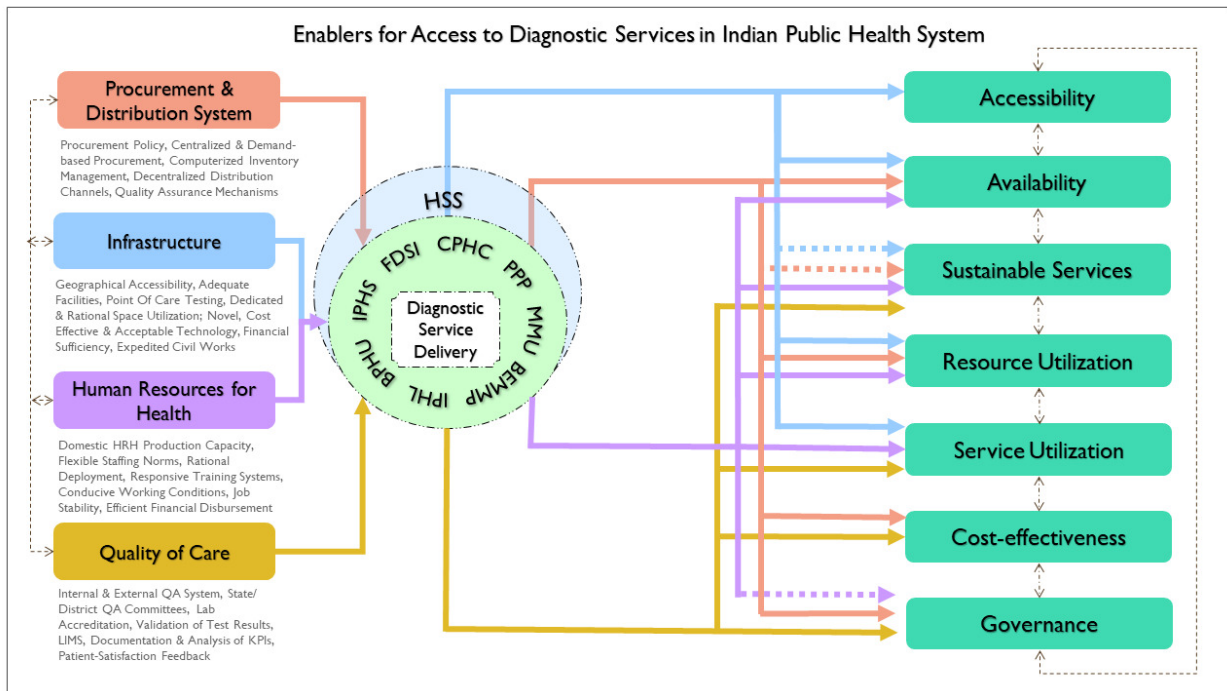 Enablers for Access to Diagnostic Services in Indian Public Health System
Procurement &
Distribution System
Procurement Policy, Centralized & Demand-
based Procurement, Computerized Inventory
Management, Decentralized Distribution
Channels, Quality Assurance Mechanisms
Infrastructure
Geographical Accessibility, Adequate
Facilities, Point Of Care Testing, Dedicated
& Rational Space Utilization; Novel, Cost
Effective & Acceptable Technology, Financial
Sufficiency, Expedited Civil Works
Human Resources for
Health
Domestic HRH Production Capacity,
Flexible Staffing Norms, Rational
Deployment, Responsive Training Systems,
Conducive Working Conditions, Job
Stability, Efficient Financial Disbursement
Quality of Care
Internal & External QA System, State/
District QA Committees, Lab
Accreditation, Validation of Test Results,
LIMS, Documentation & Analysis of KPIs,
Patient-Satisfaction Feedback
HSS
BPHU
IPHS
FDSI
CPHC
PPP
MMU
BEMMP
IPHL
Diagnostic
Service
Delivery
Accessibility
Availability
Sustainable Services
Resource Utilization
Service Utilization
Cost-effectiveness
Governance